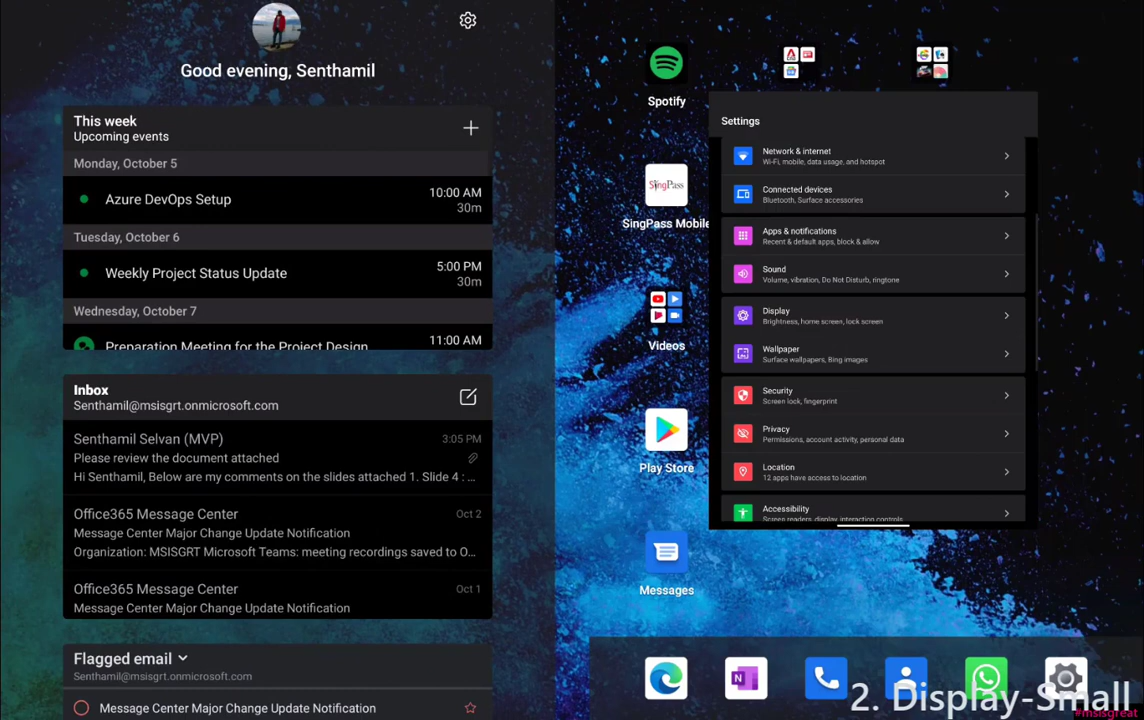 Good evening, Senthamil
This week
Upcoming events
Monday, October 5
Azure DevOps Setup
10:00 AM
30m
Tuesday, October 6
Weekly Project Status Update
5:00 PM
30m
Wednesday, October 7
Preparation Meeting for the Project Design
11:00 AM
Inbox
Senthamil@msisgrt.onmicrosoft.com
Senthamil Selvan (MVP)
3:05 PM
Please review the document attached
Hi Senthamil, Below are my comments on the slides attached 1. Slide 4 : ...
Office365 Message Center
Oct 2
Message Center Major Change Update Notification
Organization: MSISGRT Microsoft Teams: meeting recordings saved to O...
Office365 Message Center
Oct 1
Message Center Major Change Update Notification
Flagged email
Senthamil@msisgrt.onmicrosoft.com
Message Center Major Change Update Notification
Spotify
SingPass
SingPass Mobile
Videos
Play Store
Messages
Settings
Network & internet
Wi-Fi, mobile, data usage, and hotspot
Connected devices
Bluetooth, Surface accessories
Apps & notifications
Recent & default apps, block & allow
Sound
Volume, vibration, Do Not Disturb, ringtone
Display
Brightness, home screen, lock screen
Wallpaper
Surface wallpapers, Bing images
Security
Screen lock, fingerprint
Privacy
Permissions, account activity, personal data
Location
12 apps have access to location
Accessibility
Screen readers, display, interaction controls
N
2. Display-Small
#msisgreat